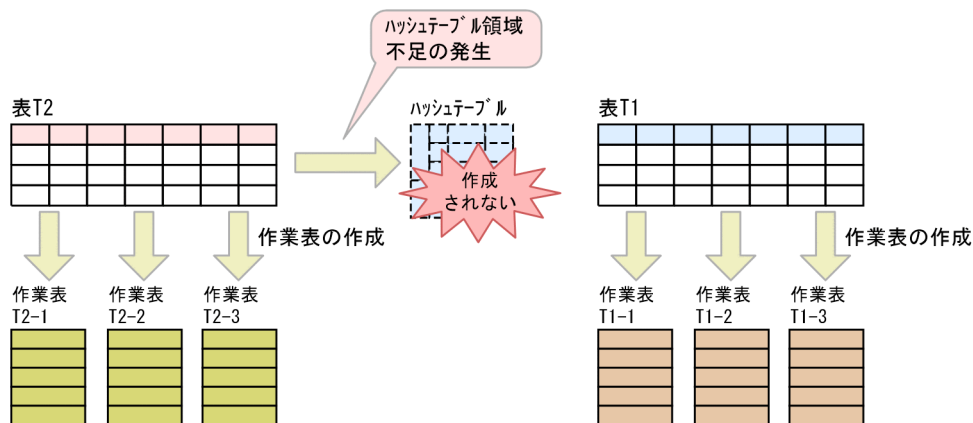 ハッシュテーブル領域
不足の発生
表T2
ハッシュテーブル
表T1
作成
されない
作業表の作成
作業表の作成
作業表
T2-1
作業表
T2-2
作業表
T2-3
作業表
T1-1
作業表
T1-2
作業表
T1-3